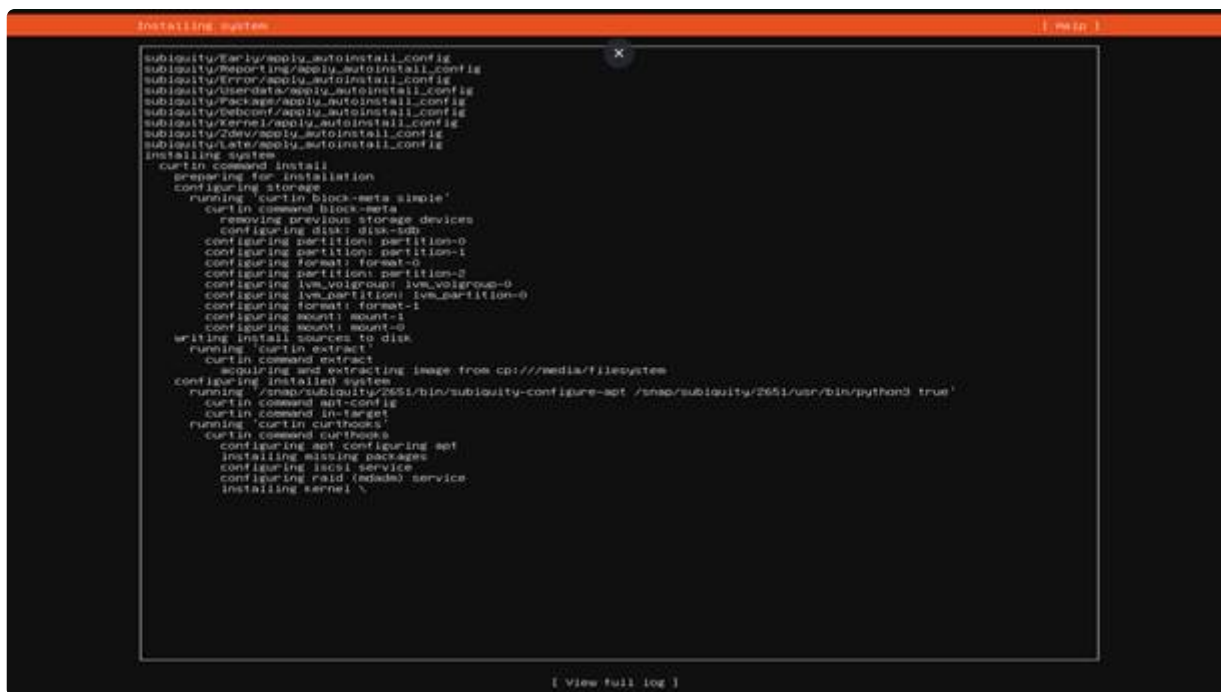 Installing system
[ Help ]
subiquity/Early/apply_autoinstall_config
subiquity/Reporting/apply_autoinstall_config
subiquity/Error/apply_autoinstall_config
subiquity/Userdata/apply_autoinstall_config
subiquity/Package/apply_autoinstall_config
subiquity/Debconf/apply_autoinstall_config
subiquity/Kernel/apply_autoinstall_config
subiquity/Zdev/apply_autoinstall_config
subiquity/Late/apply_autoinstall_config
installing system
curtin command install
preparing for installation
configuring storage
running 'curtin block-meta simple'
curtin command block-meta
removing previous storage devices
configuring disk: disk-sdb
configuring partition: partition-0
configuring partition: partition-1
configuring format: format-0
configuring partition: partition-2
configuring lvm_volgroup: lvm_volgroup-0
configuring lvm_partition: lvm_partition-0
configuring format: format-1
configuring mount: mount-1
configuring mount: mount-0
writing install sources to disk
running 'curtin extract'
curtin command extract
acquiring and extracting image from cp:///media/filesystem
configuring installed system
running '/snap/subiquity/2651/bin/subiquity-configure-apt /snap/subiquity/2651/usr/bin/python3 true'
curtin command apt-config
curtin command in-target
running 'curtin curthooks'
curtin command curthooks
configuring apt configuring apt
installing missing packages
configuring iscsi service
configuring raid (mdadm) service
installing kernel \
[ View full log ]